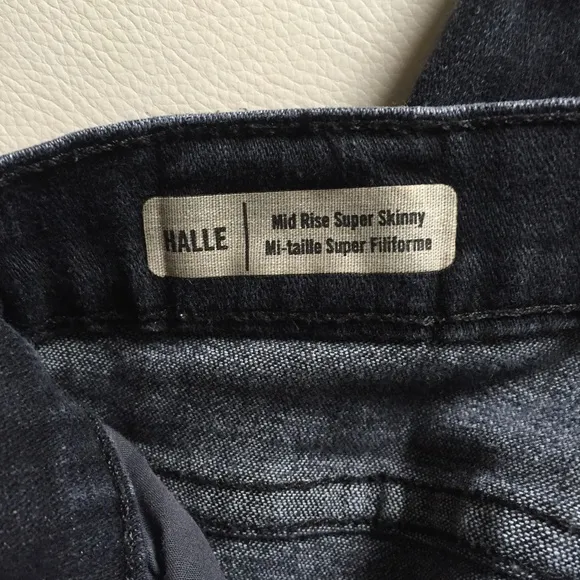 HALLE
Mid Rise Super Skinny
Mi-taille Super Filiforme